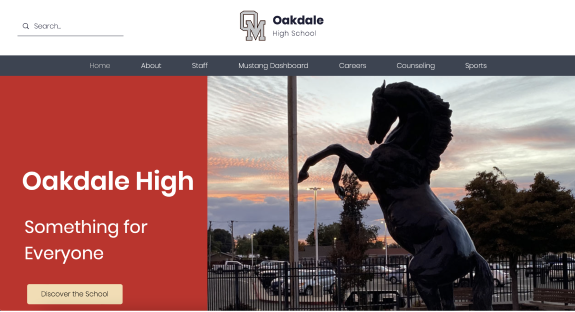 Search...
OM
Oakdale
High School
Home About Staff Mustang Dashboard Careers Counseling Sports
Oakdale High
Something for
Everyone
Discover the School